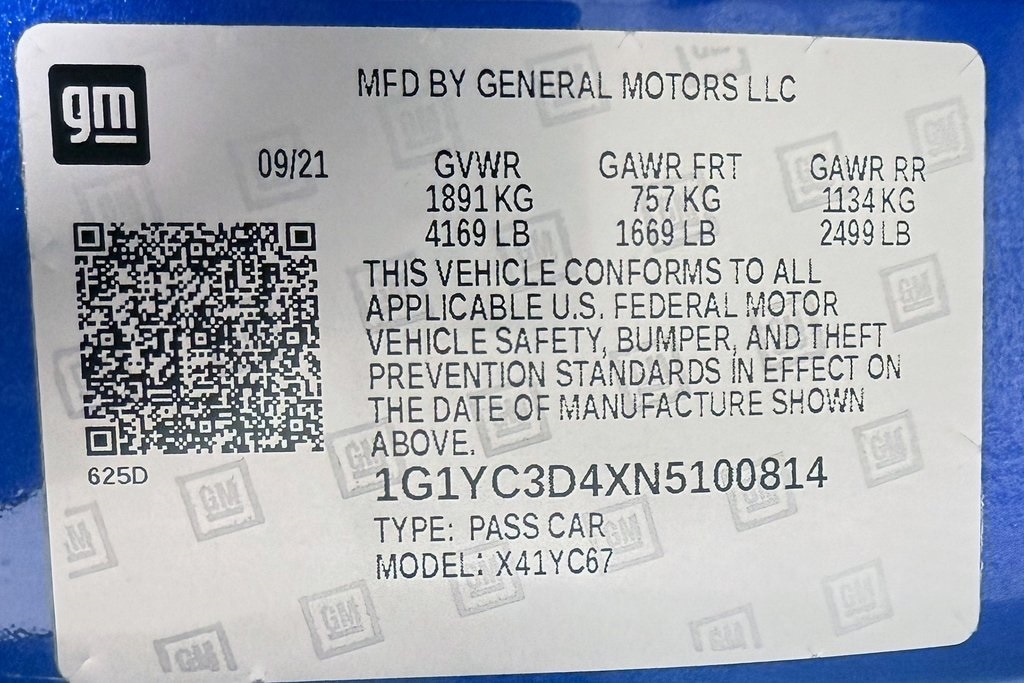 gm
MFD BY GENERAL MOTORS LLC
09/21 GVWR GAWR FRT GAWR RR
1891 KG 757 KG 1134 KG
4169 LB 1669 LB 2499 LB
THIS VEHICLE CONFORMS TO ALL
APPLICABLE U.S. FEDERAL MOTOR
VEHICLE SAFETY, BUMPER, AND THEFT
PREVENTION STANDARDS IN EFFECT ON
THE DATE OF MANUFACTURE SHOWN
ABOVE.
625D
1G1YC3D4XN5100814
TYPE: PASS CAR
MODEL: X41YC67